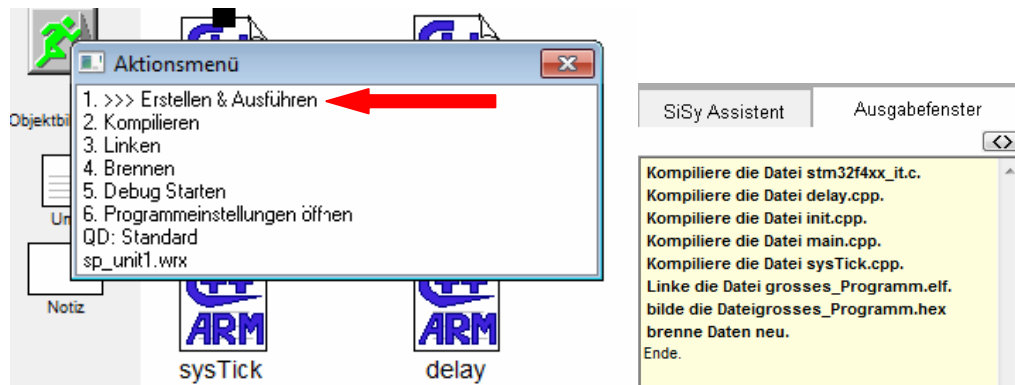 Aktionsmenü
1. >>> Erstellen & Ausführen
2. Kompilieren
3. Linken
4. Brennen
5. Debug Starten
6. Programmeinstellungen öffnen
QD: Standard
sp_unit1.wrx
Objektbi
Un
Notiz
C++
ARM
sysTick
C++
ARM
delay
SiSy Assistent
Ausgabefenster
<>
Kompiliere die Datei stm32f4xx_it.c.
Kompiliere die Datei delay.cpp.
Kompiliere die Datei init.cpp.
Kompiliere die Datei main.cpp.
Kompiliere die Datei sysTick.cpp.
Linke die Datei grosses_Programm.elf.
bilde die Dateigrosses_Programm.hex
brenne Daten neu.
Ende.